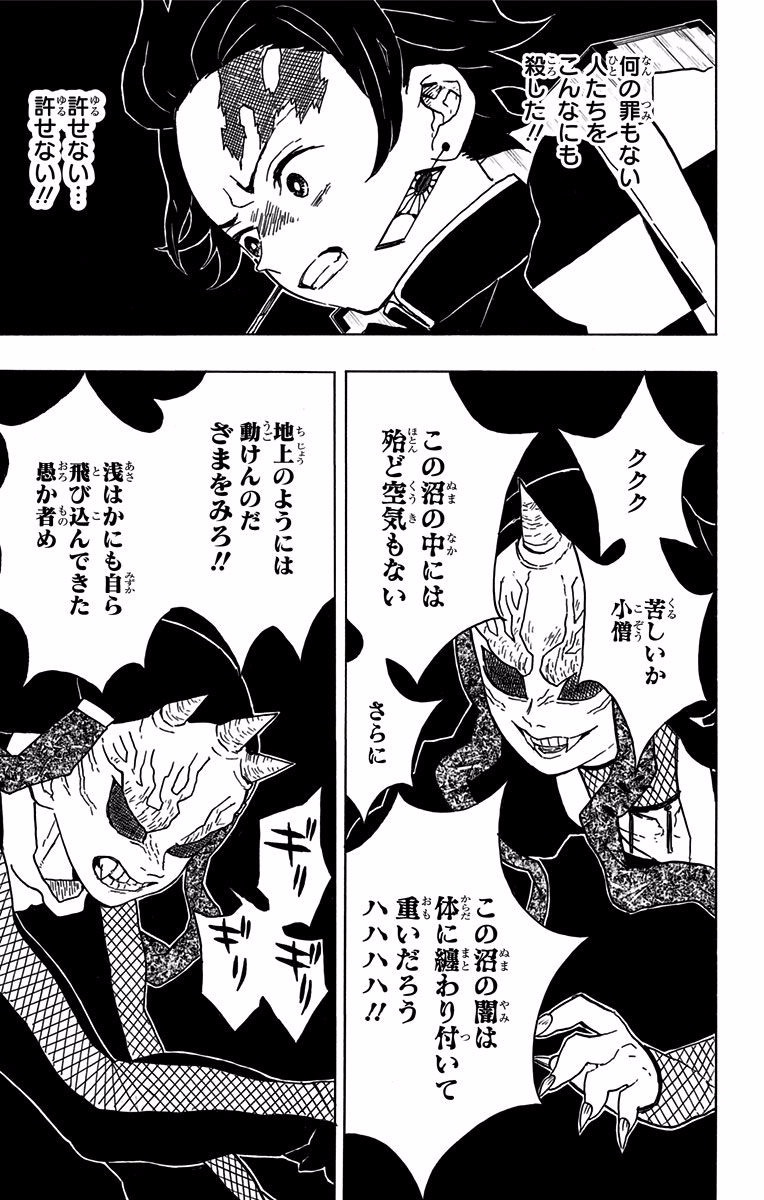 何の罪もない
人たちを
こんなにも
殺した!!
許せない…
許せない!!
ククク
苦しいか
小僧
この沼の中には
殆ど空気もない
さらに
この沼の闇は
体に纏わり付いて
重いだろう
ハハハハ!!
地上のようには
動けんのだ
ざまをみろ!!
浅はかにも自ら
飛び込んできた
愚か者め
ギリ
ギリ
ギリ